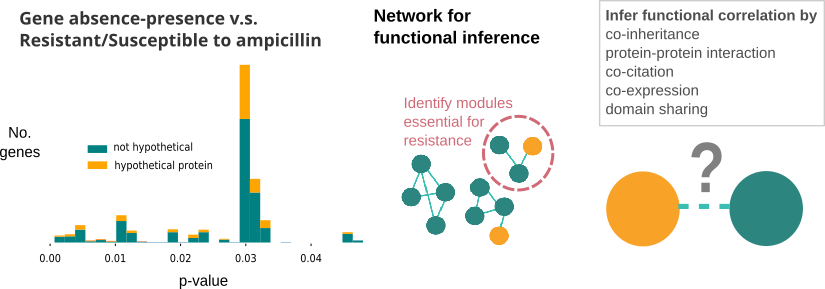 Gene absence-presence v.s.
Resistant/Susceptible to ampicillin
No.
genes
not hypothetical
hypothetical protein
0.00 0.01 0.02 0.03 0.04
p-value
Network for
functional inference
Identify modules
essential for
resistance
Infer functional correlation by
co-inheritance
protein-protein interaction
co-citation
co-expression
domain sharing
?